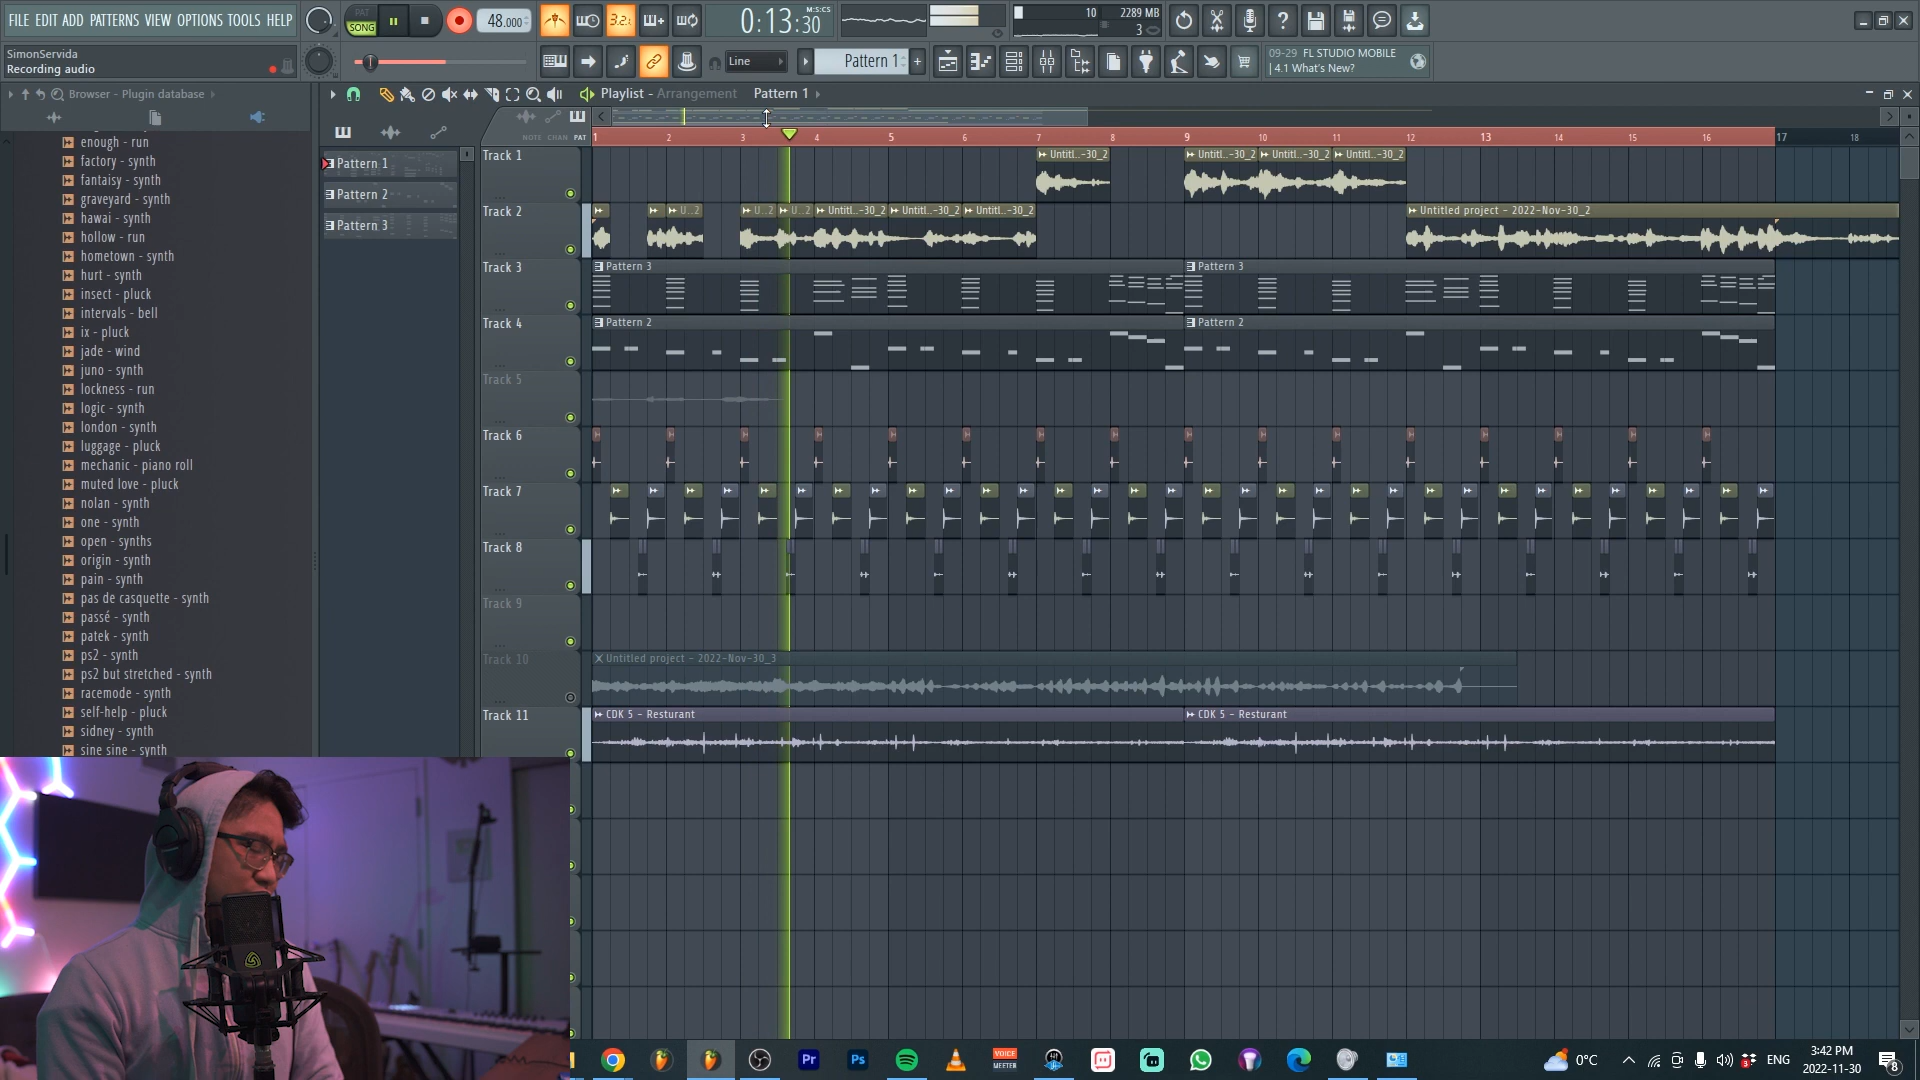 FILE EDIT ADD PATTERNS VIEW OPTIONS TOOLS HELP
PAT
SONG
48.000
3.2.
0:13:30
M:S:CS
10
2289 MB
3
SimonServida
Recording audio
Line
Pattern 1
09-29 FL STUDIO MOBILE
| 4.1 What's New?
Browser - Plugin database
Playlist - Arrangement
Pattern 1
enough - run
factory - synth
fantaisy - synth
graveyard - synth
hawai - synth
hollow - run
hometown - synth
hurt - synth
insect - pluck
intervals - bell
ix - pluck
jade - wind
juno - synth
lockness - run
logic - synth
london - synth
luggage - pluck
mechanic - piano roll
muted love - pluck
nolan - synth
one - synth
open - synths
origin - synth
pain - synth
pas de casquette - synth
passé - synth
patek - synth
ps2 - synth
ps2 but stretched - synth
racemode - synth
self-help - pluck
sidney - synth
sine sine - synth
Pattern 1
Pattern 2
Pattern 3
NOTE CHAN PAT
1 2 3 4 5 6 7 8 9 10 11 12 13 14 15 16 17 18
Track 1
Untitl..-30_2
Untitl..-30_2
Untitl..-30_2
Untitl..-30_2
Track 2
U..2
U..2
U..2
Untitl..-30_2
Untitl..-30_2
Untitl..-30_2
Untitled project - 2022-Nov-30_2
Track 3
Pattern 3
Pattern 3
Track 4
Pattern 2
Pattern 2
Track 5
Track 6
Track 7
Track 8
Track 9
Track 10
Untitled project - 2022-Nov-30_3
Track 11
CDK 5 - Resturant
CDK 5 - Resturant
Pr
Ps
VOICE
MEETER
0°C
ENG
3:42 PM
2022-11-30
8